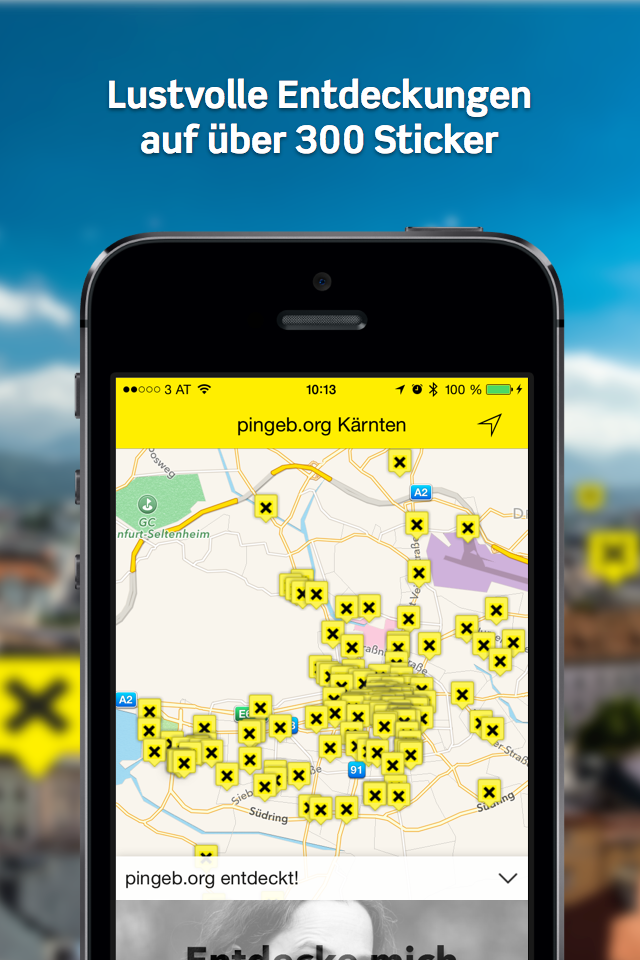 Lustvolle Entdeckungen
auf über 300 Sticker
3 AT
10:13
100 %
pingeb.org Kärnten
Dosweg
A2
GC
nfurt-Seltenheim
A2
91
Südring
Südring
pingeb.org entdeckt!
Entdecke mich